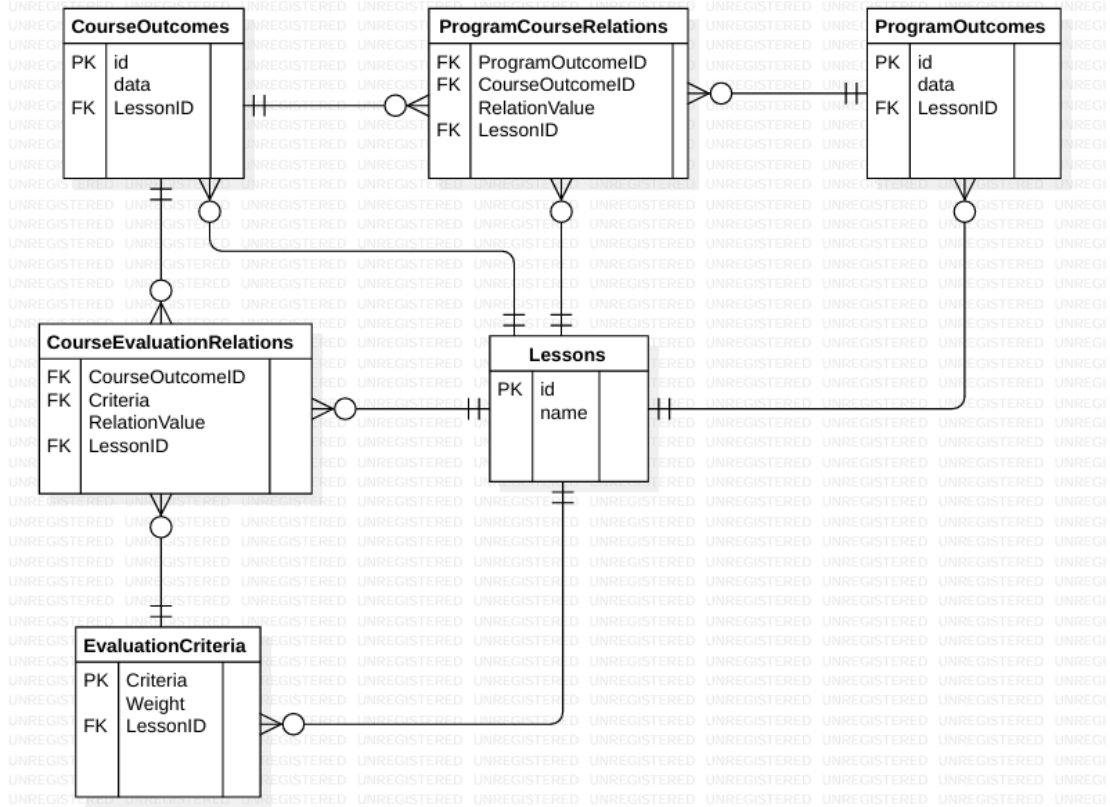 CourseOutcomes
PK id
data
FK LessonID
ProgramCourseRelations
FK ProgramOutcomeID
FK CourseOutcomeID
RelationValue
FK LessonID
ProgramOutcomes
PK id
data
FK LessonID
CourseEvaluationRelations
FK CourseOutcomeID
FK Criteria
RelationValue
FK LessonID
Lessons
PK id
name
EvaluationCriteria
PK Criteria
Weight
FK LessonID
UNREGISTERED